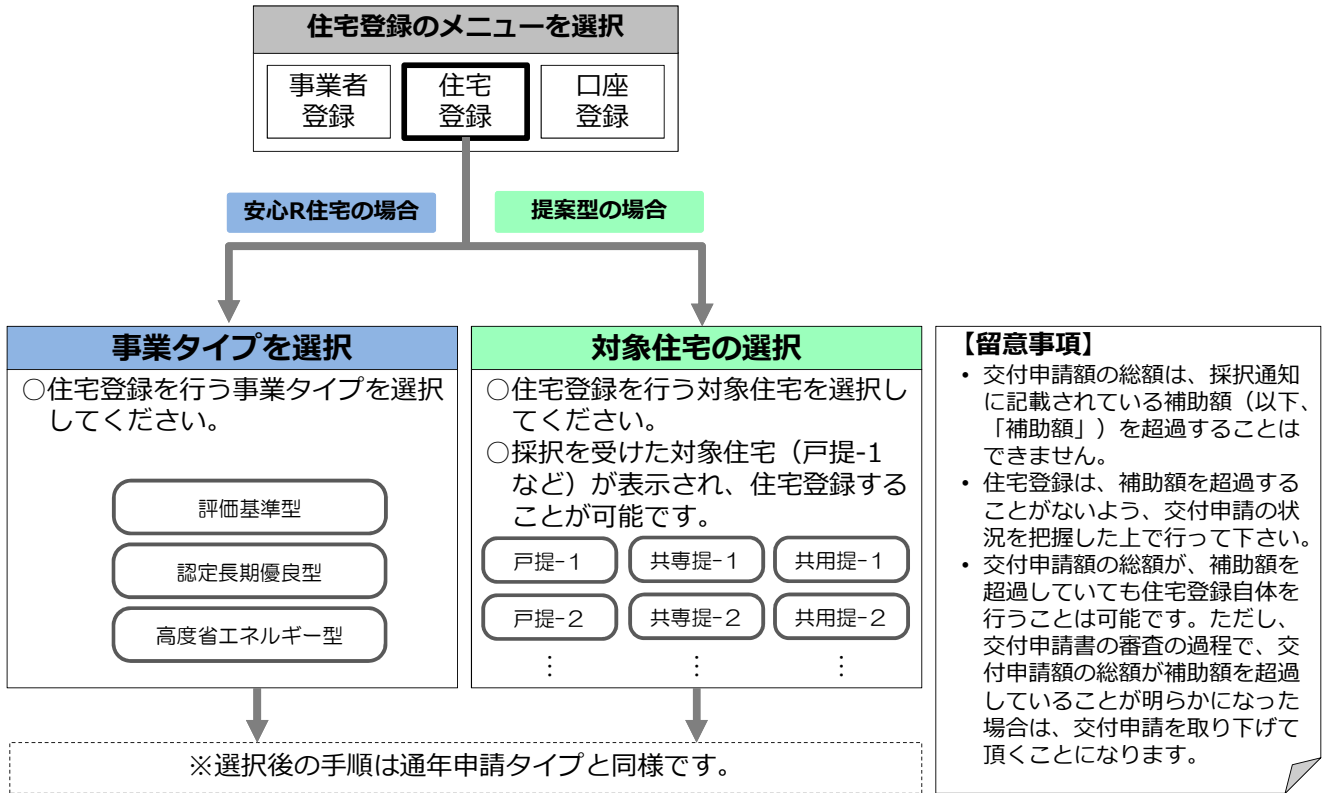 住宅登録のメニューを選択
事業者
登録
住宅
登録
口座
登録
安心R住宅の場合
提案型の場合
事業タイプを選択
○住宅登録を行う事業タイプを選択
してください。
評価基準型
認定長期優良型
高度省エネルギー型
対象住宅の選択
○住宅登録を行う対象住宅を選択し
てください。
○採択を受けた対象住宅（戸提-1
など）が表示され、住宅登録する
ことが可能です。
戸提-1
共専提-1
共用提-1
戸提-2
共専提-2
共用提-2
⋮
⋮
⋮
※選択後の手順は通年申請タイプと同様です。
【留意事項】
• 交付申請額の総額は、採択通知
に記載されている補助額（以下、
「補助額」）を超過することは
できません。
• 住宅登録は、補助額を超過する
ことがないよう、交付申請の状
況を把握した上で行って下さい。
• 交付申請額の総額が、補助額を
超過していても住宅登録自体を
行うことは可能です。ただし、
交付申請書の審査の過程で、交
付申請額の総額が補助額を超過
していることが明らかになった
場合は、交付申請を取り下げて
頂くことになります。